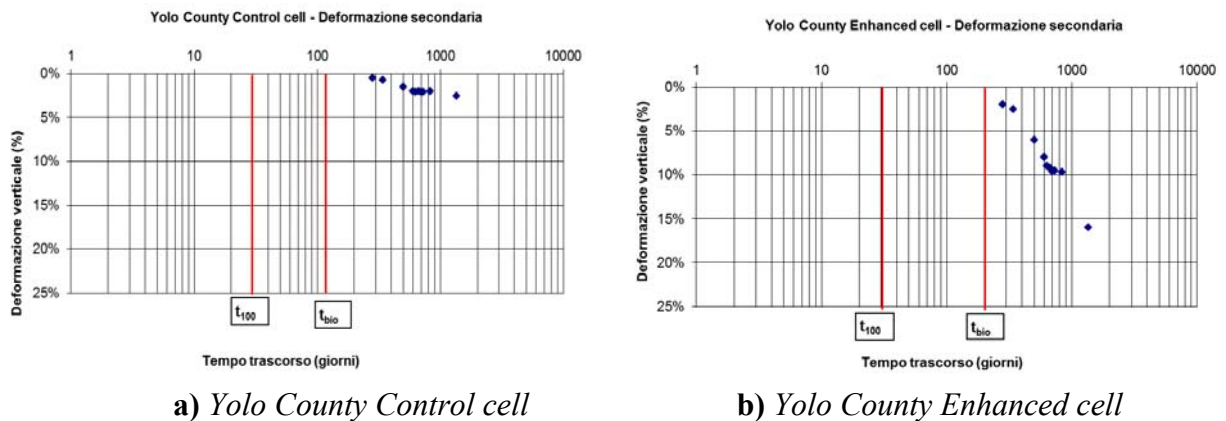 Yolo County Control cell - Deformazione secondaria
1 10 100 1000 10000
0%
5%
10%
15%
20%
25%
Deformazione verticale (%)
t100
tbio
Tempo trascorso (giorni)
a) Yolo County Control cell
Yolo County Enhanced cell - Deformazione secondaria
1 10 100 1000 10000
0%
5%
10%
15%
20%
25%
Deformazione verticale (%)
t100
tbio
Tempo trascorso (giorni)
b) Yolo County Enhanced cell